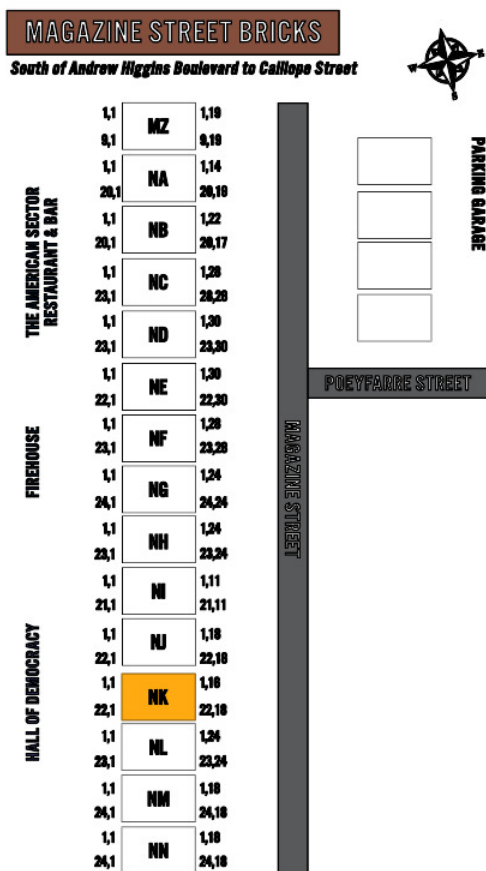 MAGAZINE STREET BRICKS
South of Andrew Higgins Boulevard to Calliope Street
N
E
S
W
1,1 MZ 1,19
9,1 9,19
1,1 NA 1,14
20,1 20,18
1,1 NB 1,22
20,1 20,17
1,1 NC 1,28
23,1 28,28
1,1 ND 1,30
23,1 23,30
1,1 NE 1,30
22,1 22,30
1,1 NF 1,28
23,1 23,28
1,1 NG 1,24
24,1 24,24
1,1 NH 1,24
23,1 23,24
1,1 NI 1,11
21,1 21,11
1,1 NJ 1,18
22,1 22,18
1,1 NK 1,16
22,1 22,18
1,1 NL 1,24
23,1 23,24
1,1 NM 1,18
24,1 24,18
1,1 NN 1,18
24,1 24,18
THE AMERICAN SECTOR
RESTAURANT & BAR
FIREHOUSE
HALL OF DEMOCRACY
MAGAZINE STREET
POEYFARRE STREET
PARKING GARAGE